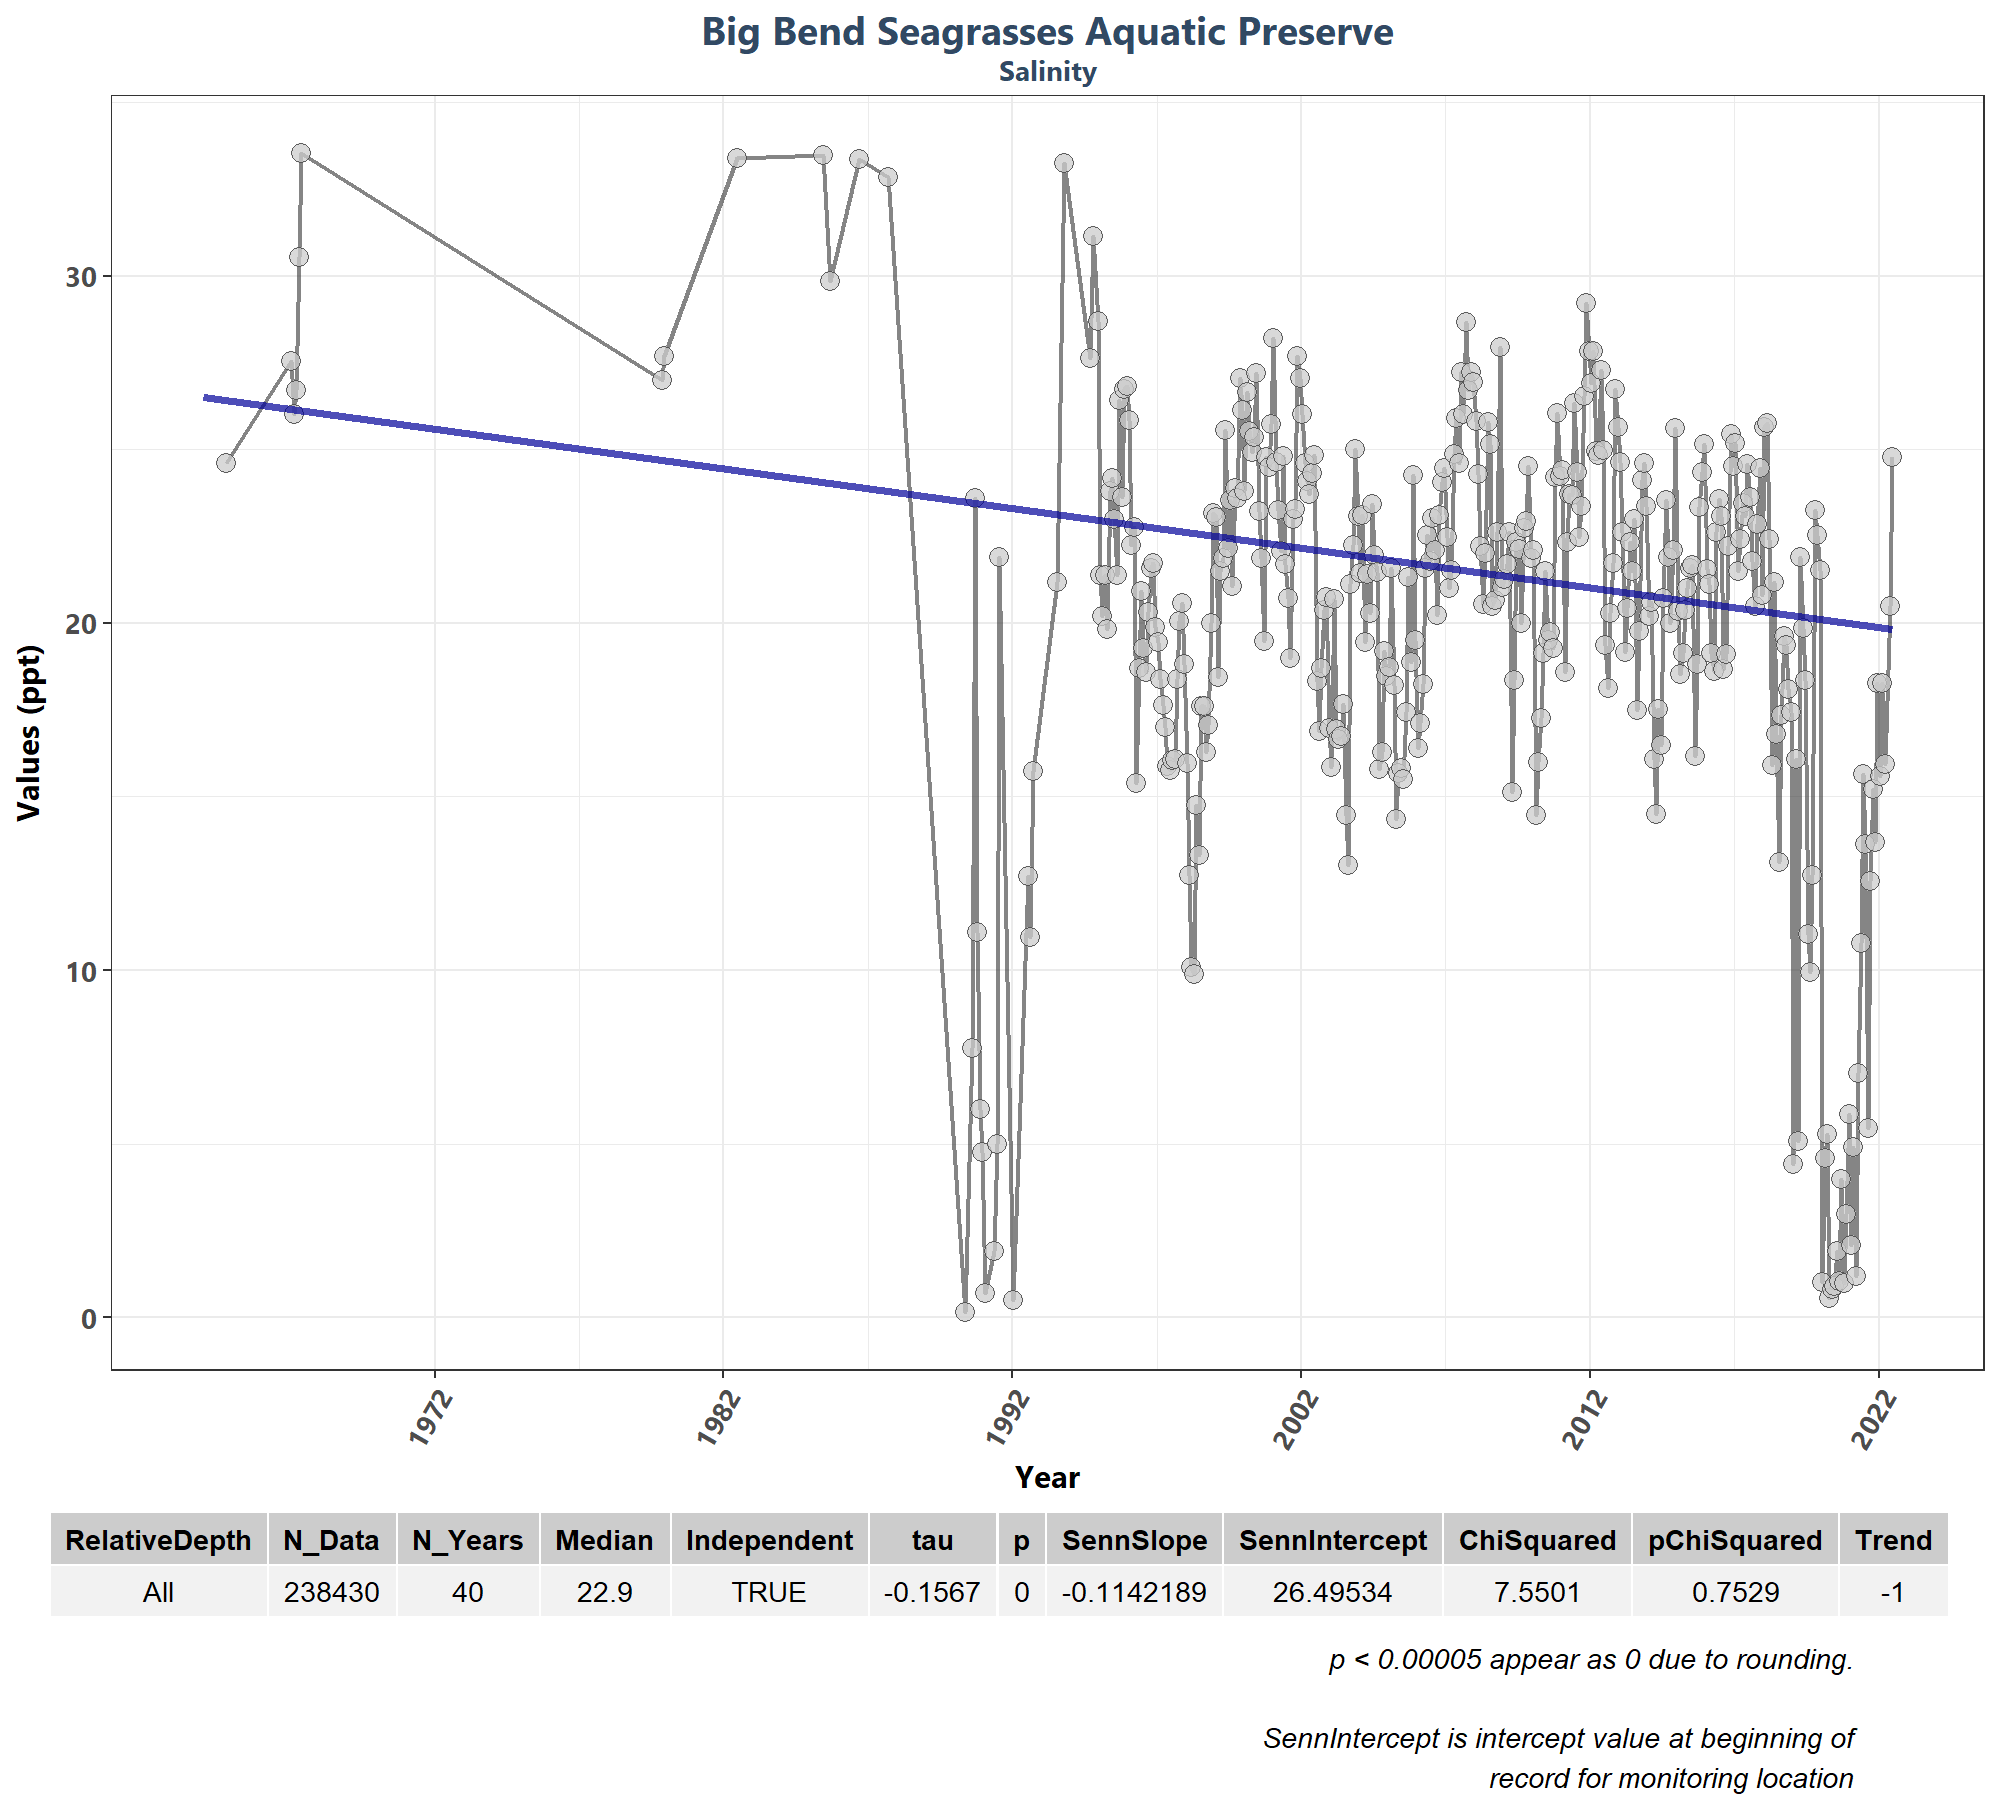 Big Bend Seagrasses Aquatic Preserve
Salinity
Values (ppt)
30
20
10
0
1972 1982 1992 2002 2012 2022
Year
RelativeDepth N_Data N_Years Median Independent tau p SennSlope SennIntercept ChiSquared pChiSquared Trend
All 238430 40 22.9 TRUE -0.1567 0 -0.1142189 26.49534 7.5501 0.7529 -1
p < 0.00005 appear as 0 due to rounding.
SennIntercept is intercept value at beginning of
record for monitoring location